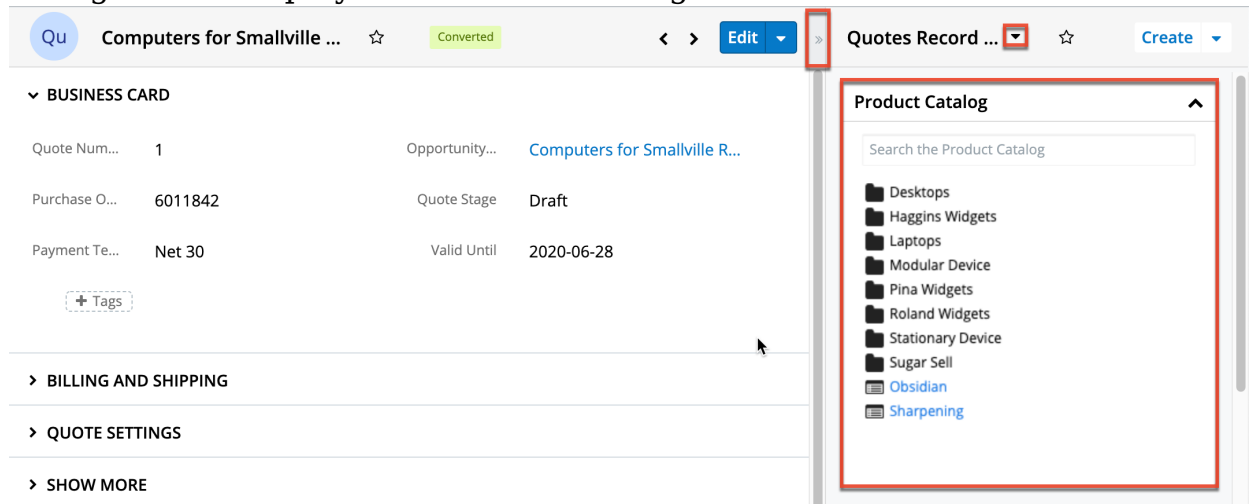 Qu Computers for Smallville ... Converted Edit
BUSINESS CARD
Quote Num... 1 Opportunity... Computers for Smallville R...
Purchase O... 6011842 Quote Stage Draft
Payment Te... Net 30 Valid Until 2020-06-28
+ Tags
BILLING AND SHIPPING
QUOTE SETTINGS
SHOW MORE
» Quotes Record ... Create
Product Catalog
Search the Product Catalog
Desktops
Haggins Widgets
Laptops
Modular Device
Pina Widgets
Roland Widgets
Stationary Device
Sugar Sell
Obsidian
Sharpening